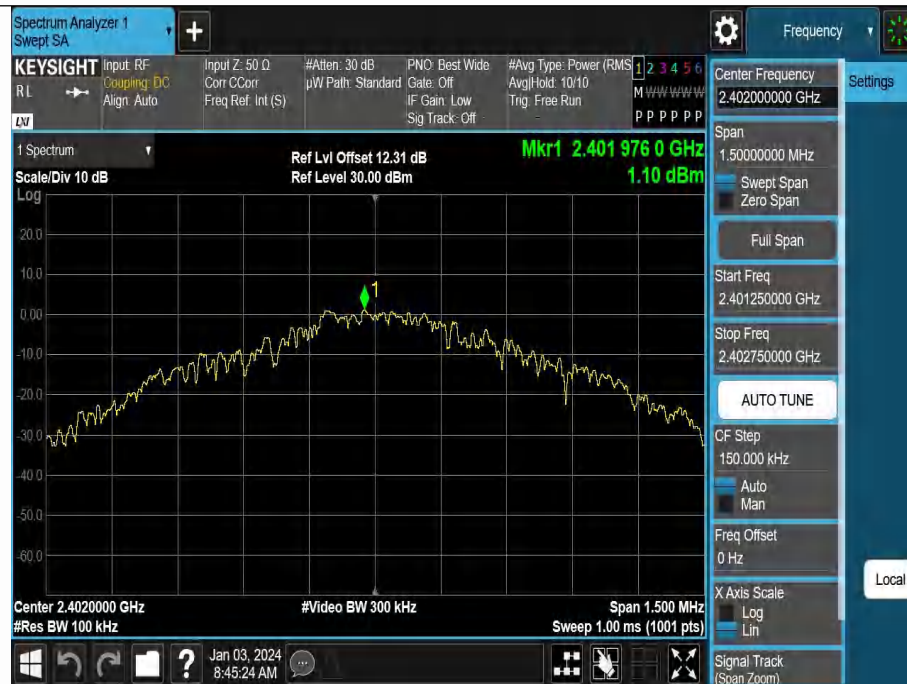 Spectrum Analyzer 1
Swept SA
+
Frequency
KEYSIGHT
RL
LXI
Input: RF
Coupling: DC
Align: Auto
Input Z: 50 Ω
Corr CCorr
Freq Ref: Int (S)
#Atten: 30 dB
µW Path: Standard
PNO: Best Wide
Gate: Off
IF Gain: Low
Sig Track: Off
#Avg Type: Power (RMS
Avg|Hold: 10/10
Trig: Free Run
1 2 3 4 5 6
M W W W W W
P P P P P P
1 Spectrum
Scale/Div 10 dB
Log
Ref Lvl Offset 12.31 dB
Ref Level 30.00 dBm
Mkr1 2.401 976 0 GHz
1.10 dBm
1
20.0
10.0
0.00
-10.0
-20.0
-30.0
-40.0
-50.0
-60.0
Center 2.4020000 GHz
#Res BW 100 kHz
#Video BW 300 kHz
Span 1.500 MHz
Sweep 1.00 ms (1001 pts)
?
Jan 03, 2024
8:45:24 AM
Center Frequency
2.402000000 GHz
Settings
Span
1.50000000 MHz
Swept Span
Zero Span
Full Span
Start Freq
2.401250000 GHz
Stop Freq
2.402750000 GHz
AUTO TUNE
CF Step
150.000 kHz
Auto
Man
Freq Offset
0 Hz
Local
X Axis Scale
Log
Lin
Signal Track
(Span Zoom)